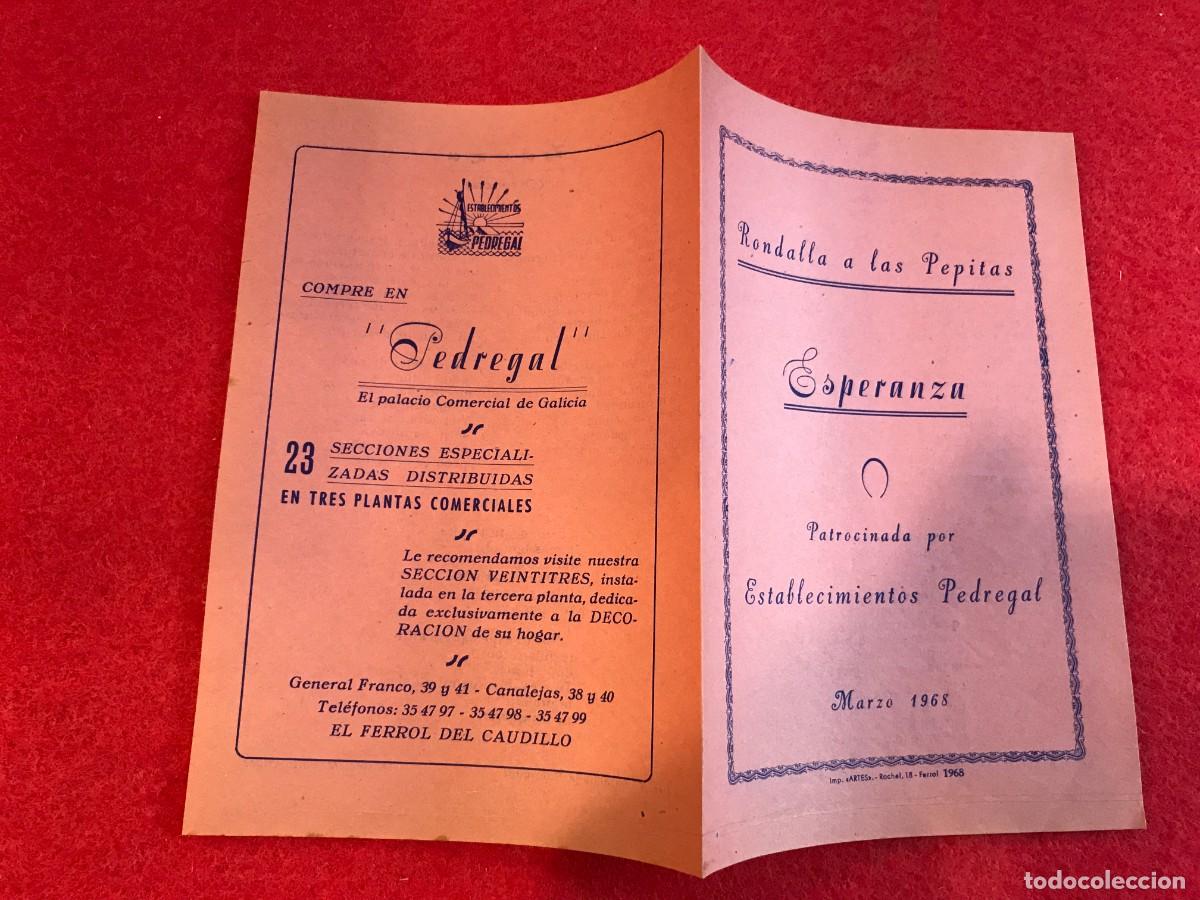 ESTABLECIMIENTOS
PEDREGAL
COMPRE EN
"Pedregal"
El palacio Comercial de Galicia
23 SECCIONES ESPECIALI-
ZADAS DISTRIBUIDAS
EN TRES PLANTAS COMERCIALES
Le recomendamos visite nuestra
SECCION VEINTITRES, insta-
lada en la tercera planta, dedica-
da exclusivamente a la DECO-
RACION de su hogar.
General Franco, 39 y 41 - Canalejas, 38 y 40
Teléfonos: 35 47 97 - 35 47 98 - 35 47 99
EL FERROL DEL CAUDILLO
Rondalla a las Pepitas
Esperanza
Patrocinada por
Establecimientos Pedregal
Marzo 1968
Imp. «ARTES». - Rochel, 18 - Ferrol 1968
todocoleccion